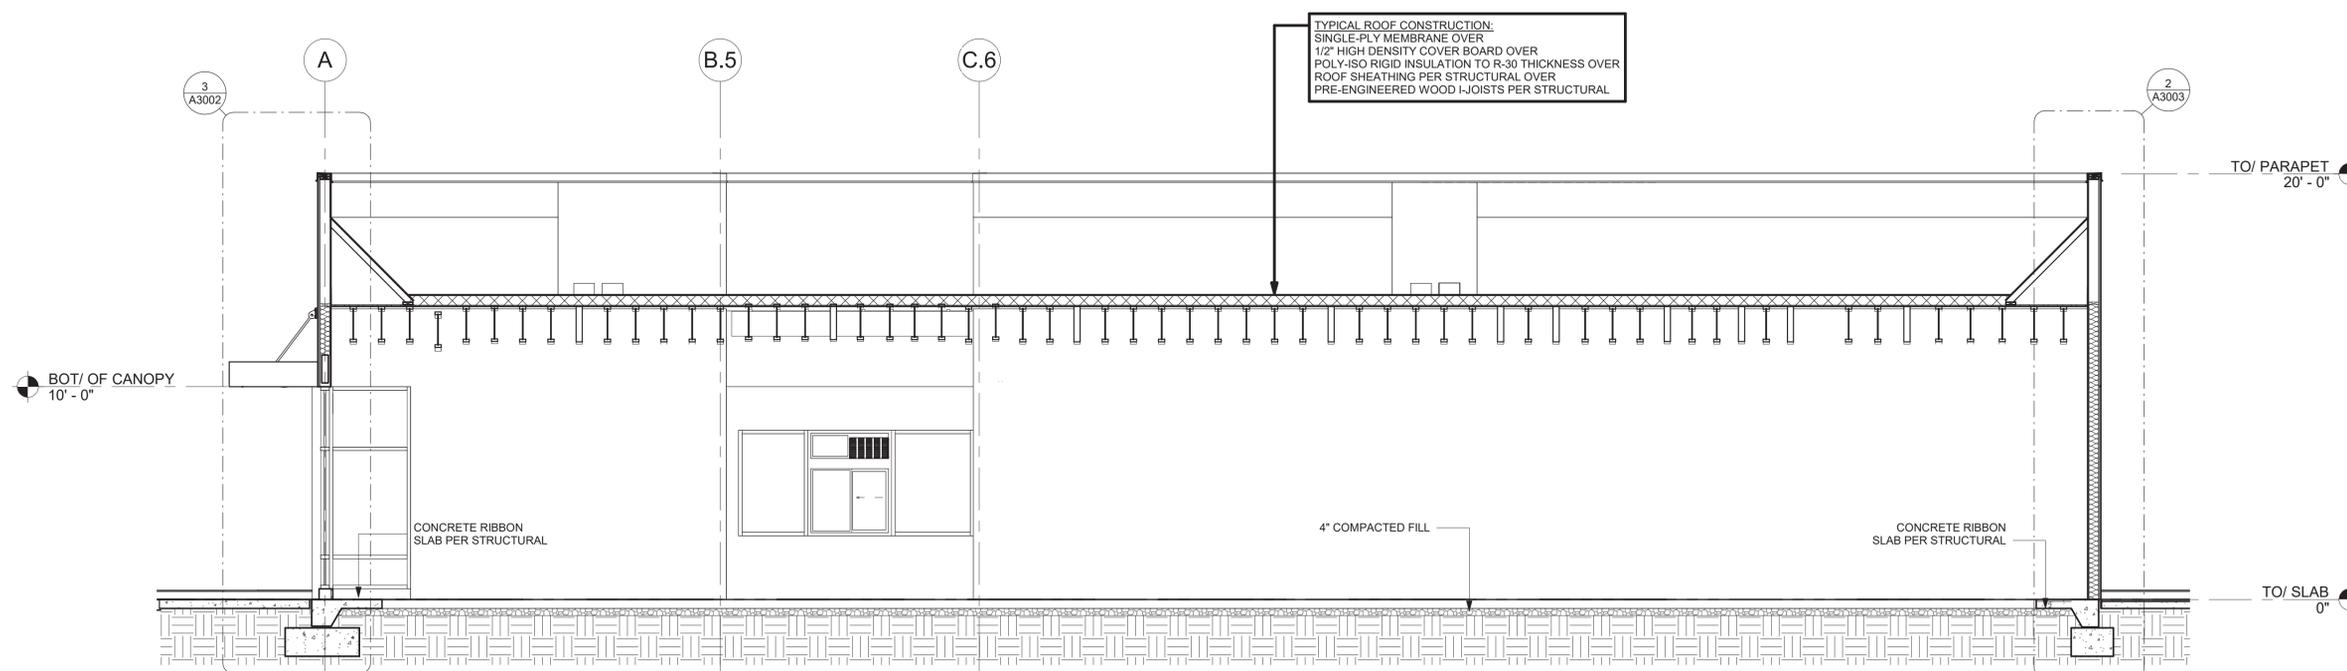 TYPICAL ROOF CONSTRUCTION:
SINGLE-PLY MEMBRANE OVER
1/2" HIGH DENSITY COVER BOARD OVER
POLY-ISO RIGID INSULATION TO R-30 THICKNESS OVER
ROOF SHEATHING PER STRUCTURAL OVER
PRE-ENGINEERED WOOD I-JOISTS PER STRUCTURAL
A
B.5
C.6
3
A3002
2
A3003
TO/ PARAPET
20' - 0"
BOT/ OF CANOPY
10' - 0"
CONCRETE RIBBON
SLAB PER STRUCTURAL
4" COMPACTED FILL
CONCRETE RIBBON
SLAB PER STRUCTURAL
TO/ SLAB
0"